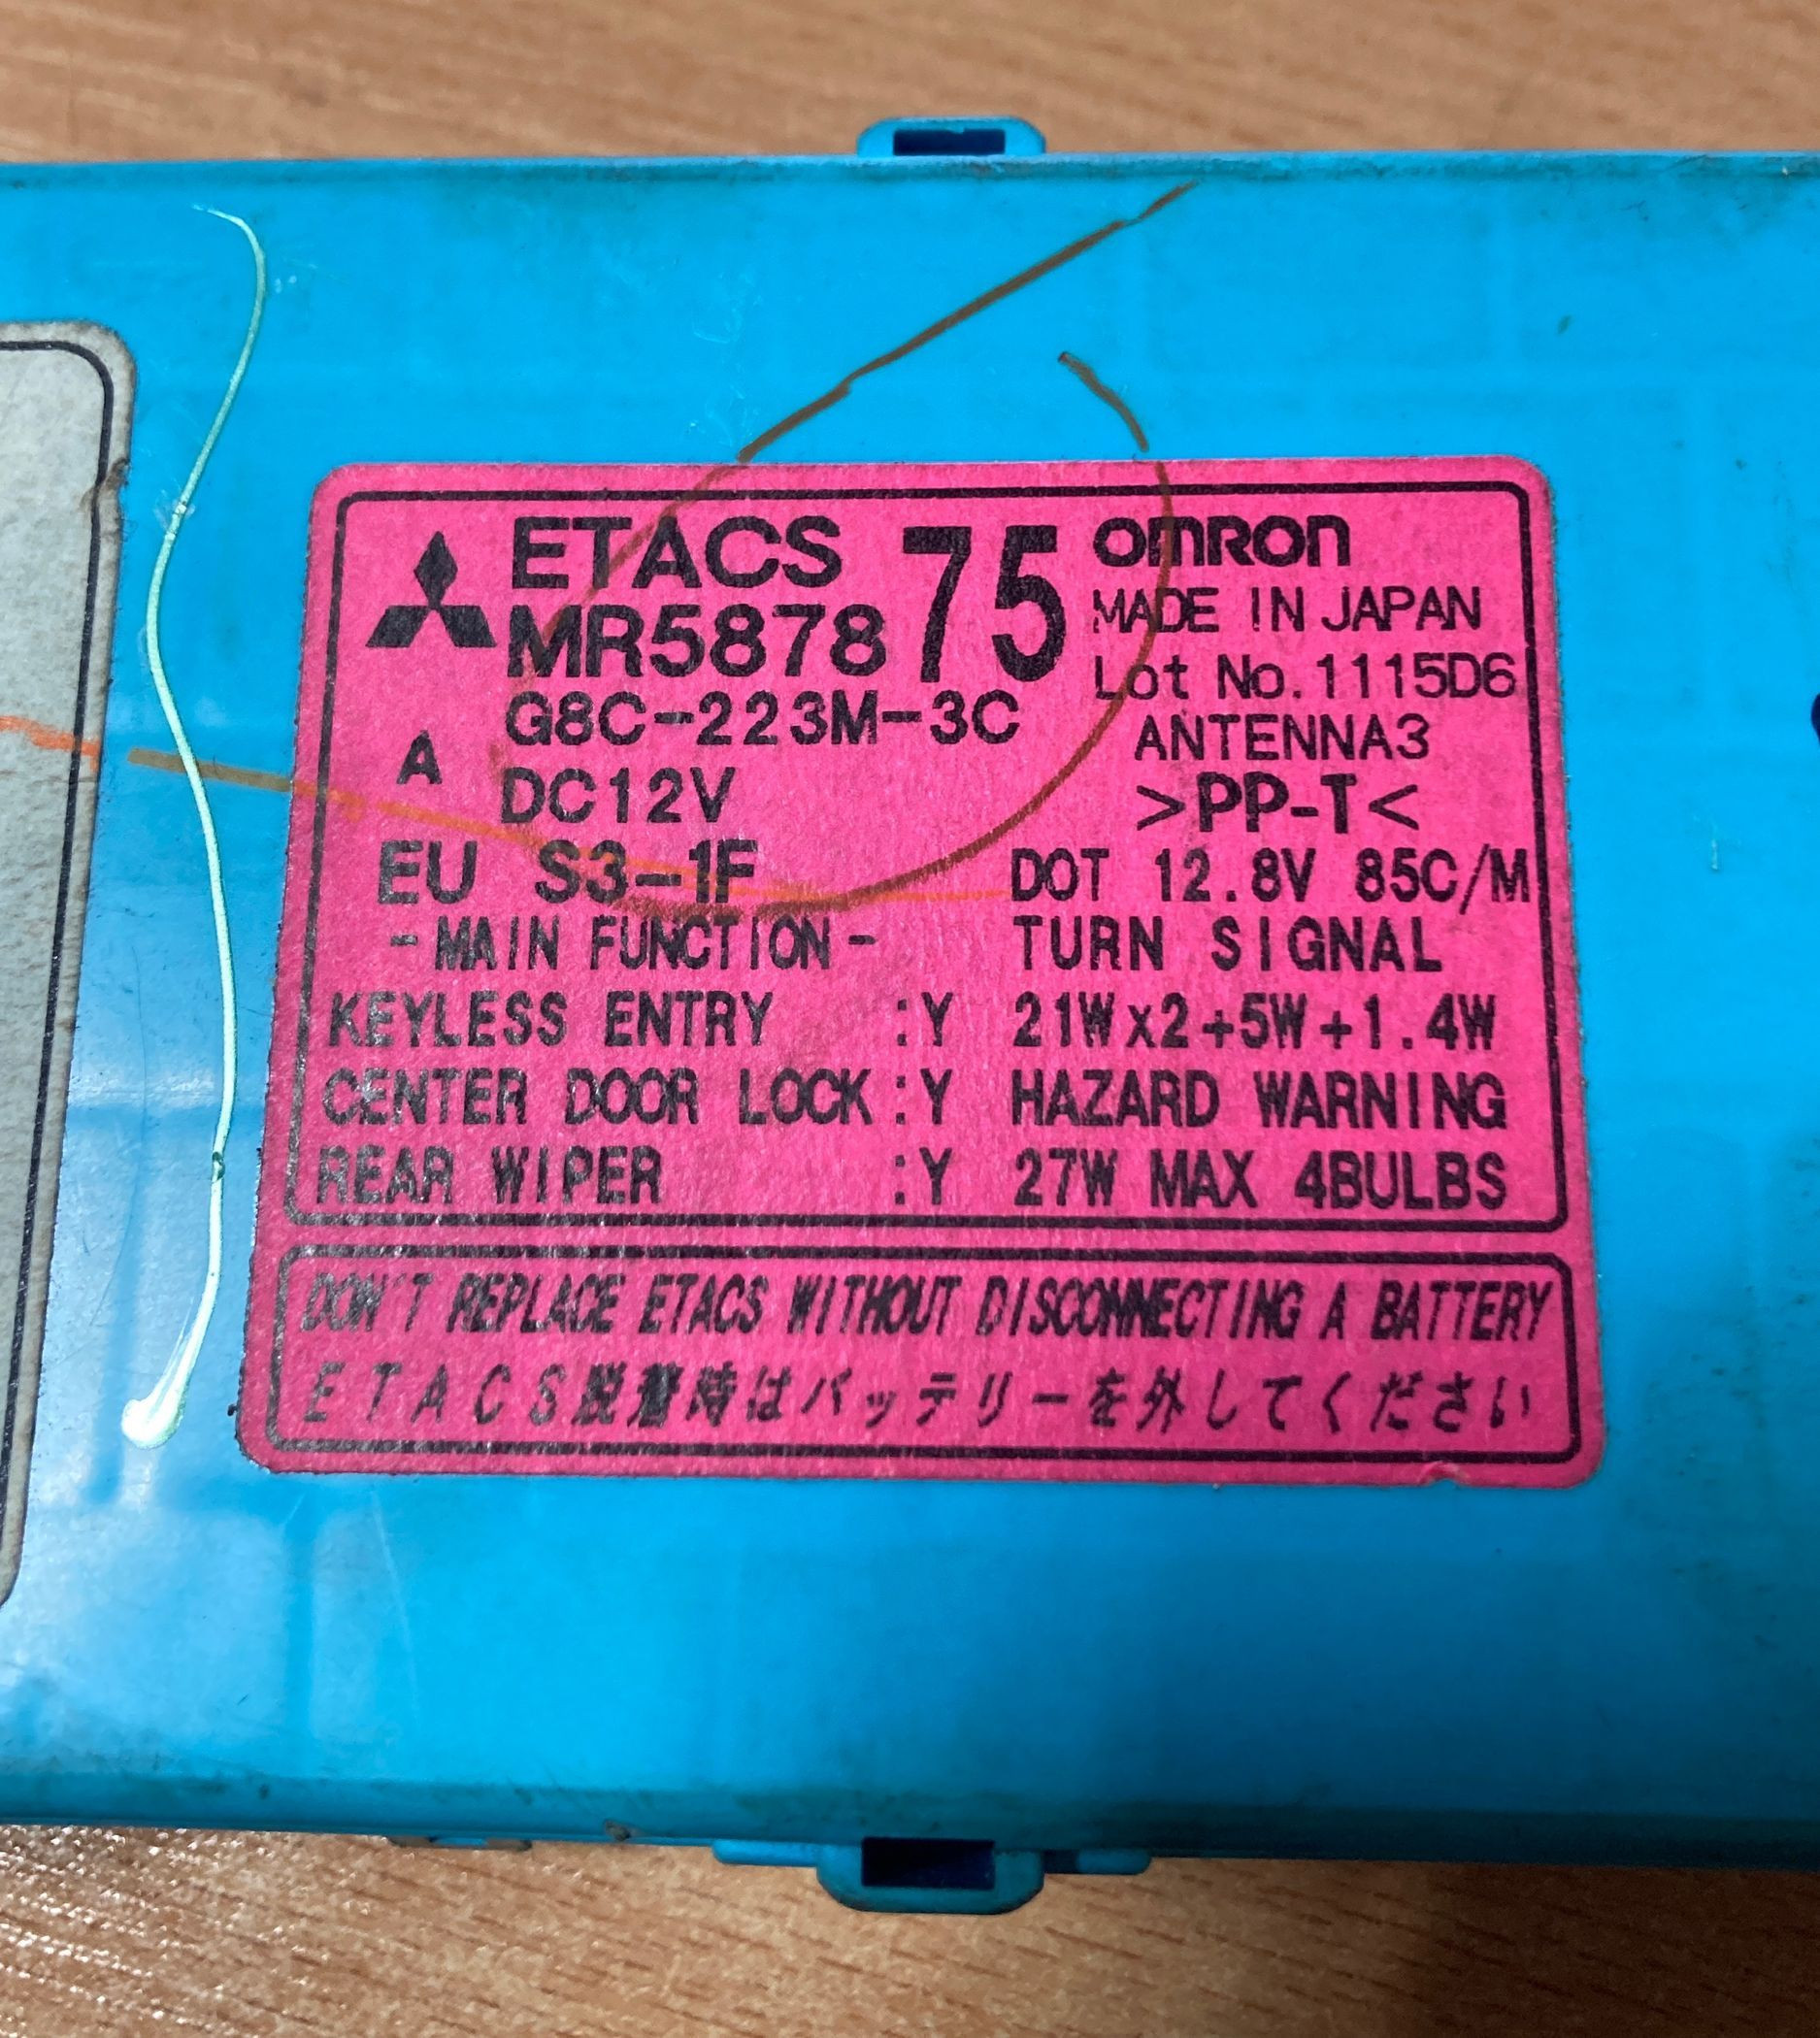 ETACS 75 OMRON
MR5878
MADE IN JAPAN
G8C-223M-3C
Lot No.1115D6
A
DC12V
ANTENNA3
>PP-T<
EU S3-1F
DOT 12.8V 85C/M
-MAIN FUNCTION-
TURN SIGNAL
KEYLESS ENTRY :Y
21Wx2+5W+1.4W
CENTER DOOR LOCK:Y
HAZARD WARNING
REAR WIPER :Y
27W MAX 4BULBS
DON'T REPLACE ETACS WITHOUT DISCONNECTING A BATTERY
ETACS脱着時はバッテリーを外してください